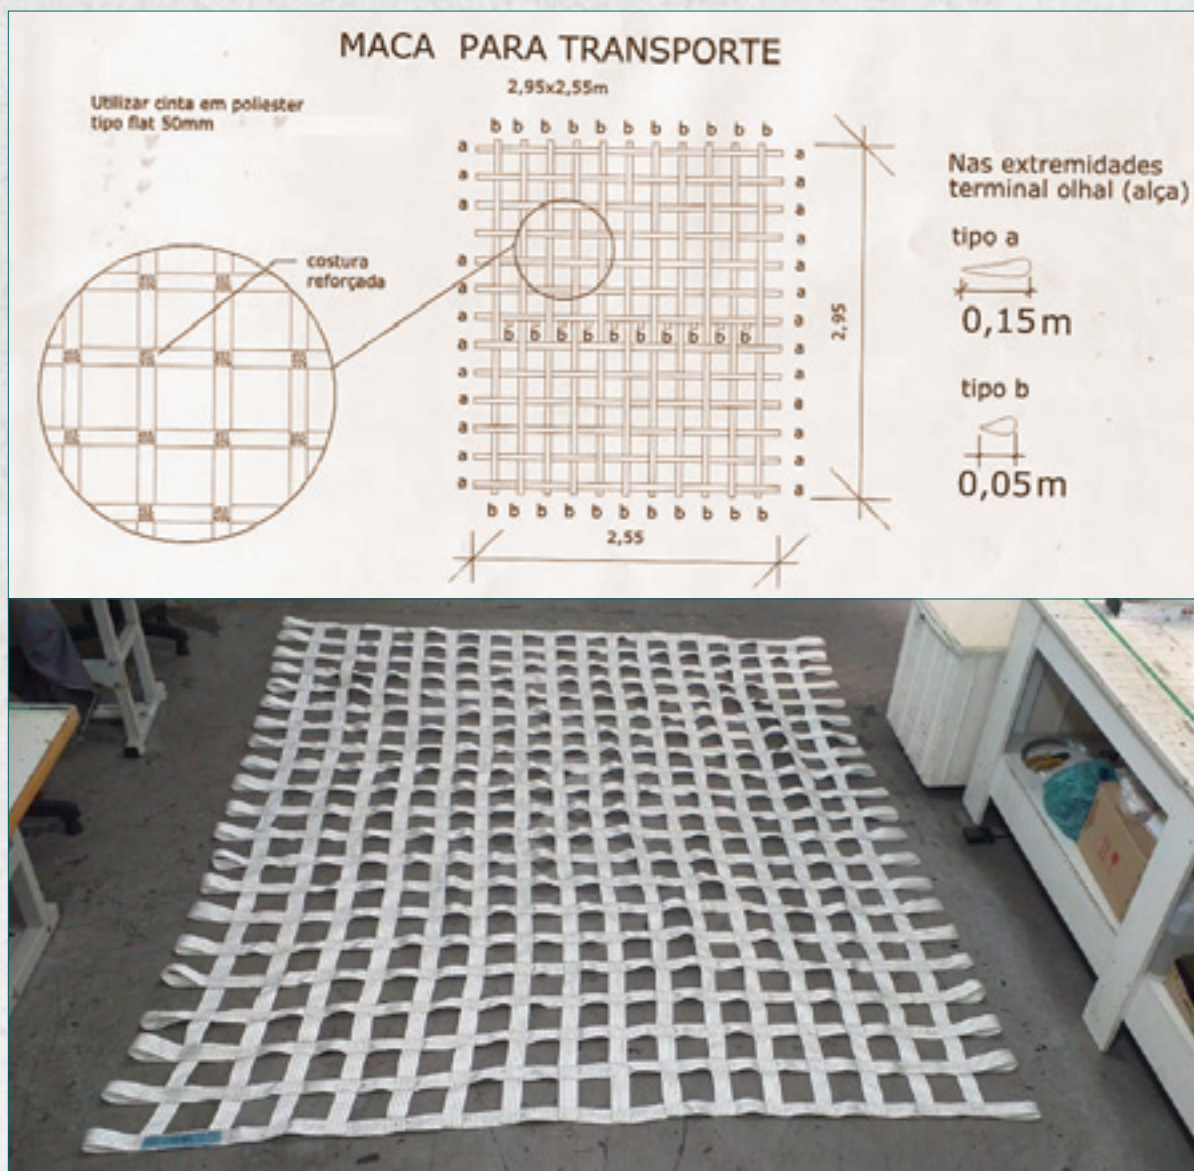 MACA PARA TRANSPORTE
2,95x2,55m
Utilizar cinta em poliester
tipo flat 50mm
costura
reforçada
b b b b b b b b b b b
a a
a a
a a
a
a a
a a
a a
b b b b b b b b b b
a a
a a
a a
a a
a a
a a
b b b b b b b b b b b
2,55
2,95
Nas extremidades
terminal olhal (alça)
tipo a
0,15m
tipo b
0,05m